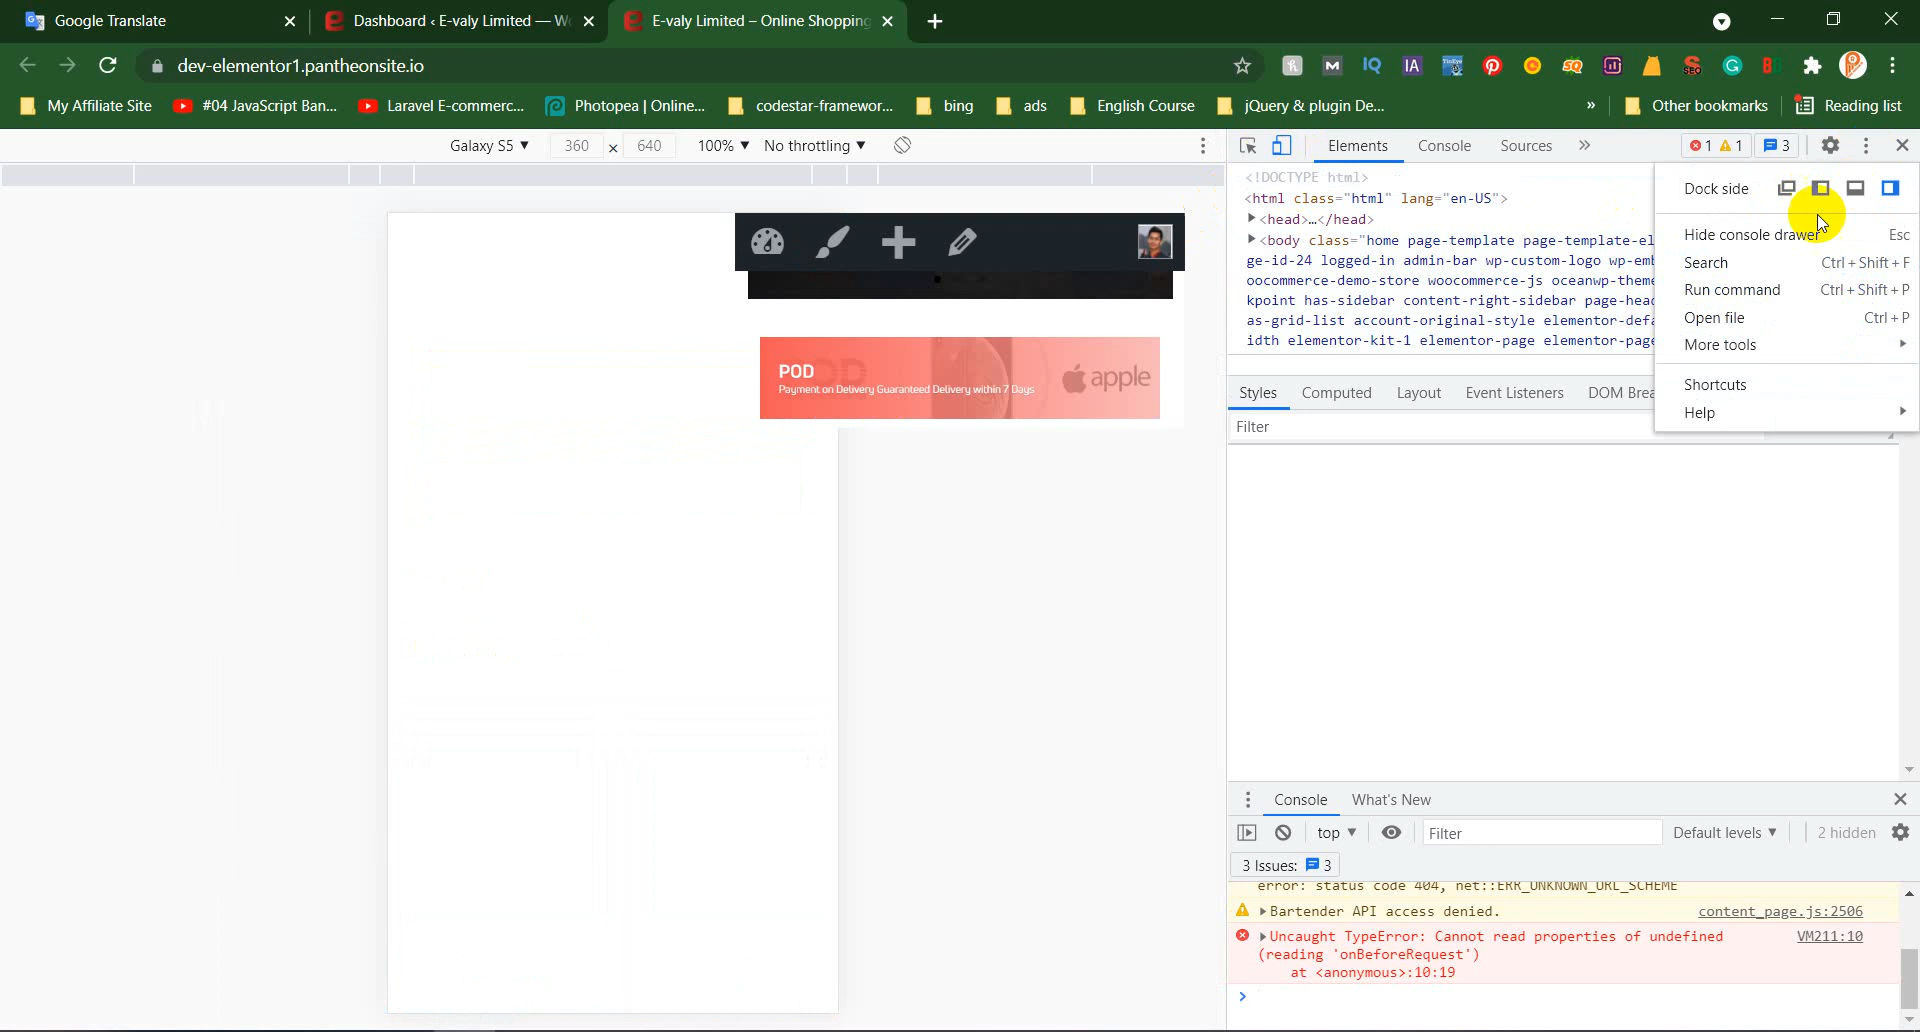 Google Translate
Dashboard ‹ E-valy Limited — W
E-valy Limited – Online Shopping
dev-elementor1.pantheonsite.io
My Affiliate Site
#04 JavaScript Ban...
Laravel E-commerc...
Photopea | Online...
codestar-framewor...
bing
ads
English Course
jQuery & plugin De...
»
Other bookmarks
Reading list
Galaxy S5
360
×
640
100%
No throttling
Elements
Console
Sources
»
1
1
3
<!DOCTYPE html>
<html class="html" lang="en-US">
<head>…</head>
<body class="home page-template page-template-el
ge-id-24 logged-in admin-bar wp-custom-logo wp-emb
oocommerce-demo-store woocommerce-js oceanwp-theme
kpoint has-sidebar content-right-sidebar page-head
as-grid-list account-original-style elementor-defa
idth elementor-kit-1 elementor-page elementor-page
Dock side
Hide console drawer Esc
Search Ctrl + Shift + F
Run command Ctrl + Shift + P
Open file Ctrl + P
More tools
Shortcuts
Help
POD
Payment on Delivery Guaranteed Delivery within 7 Days
apple
Styles
Computed
Layout
Event Listeners
DOM Brea
Filter
Console
What's New
top
Filter
Default levels
2 hidden
3 Issues: 3
error: status code 404, net::ERR_UNKNOWN_URL_SCHEME
Bartender API access denied. content_page.js:2506
Uncaught TypeError: Cannot read properties of undefined VM211:10
(reading 'onBeforeRequest')
at <anonymous>:10:19